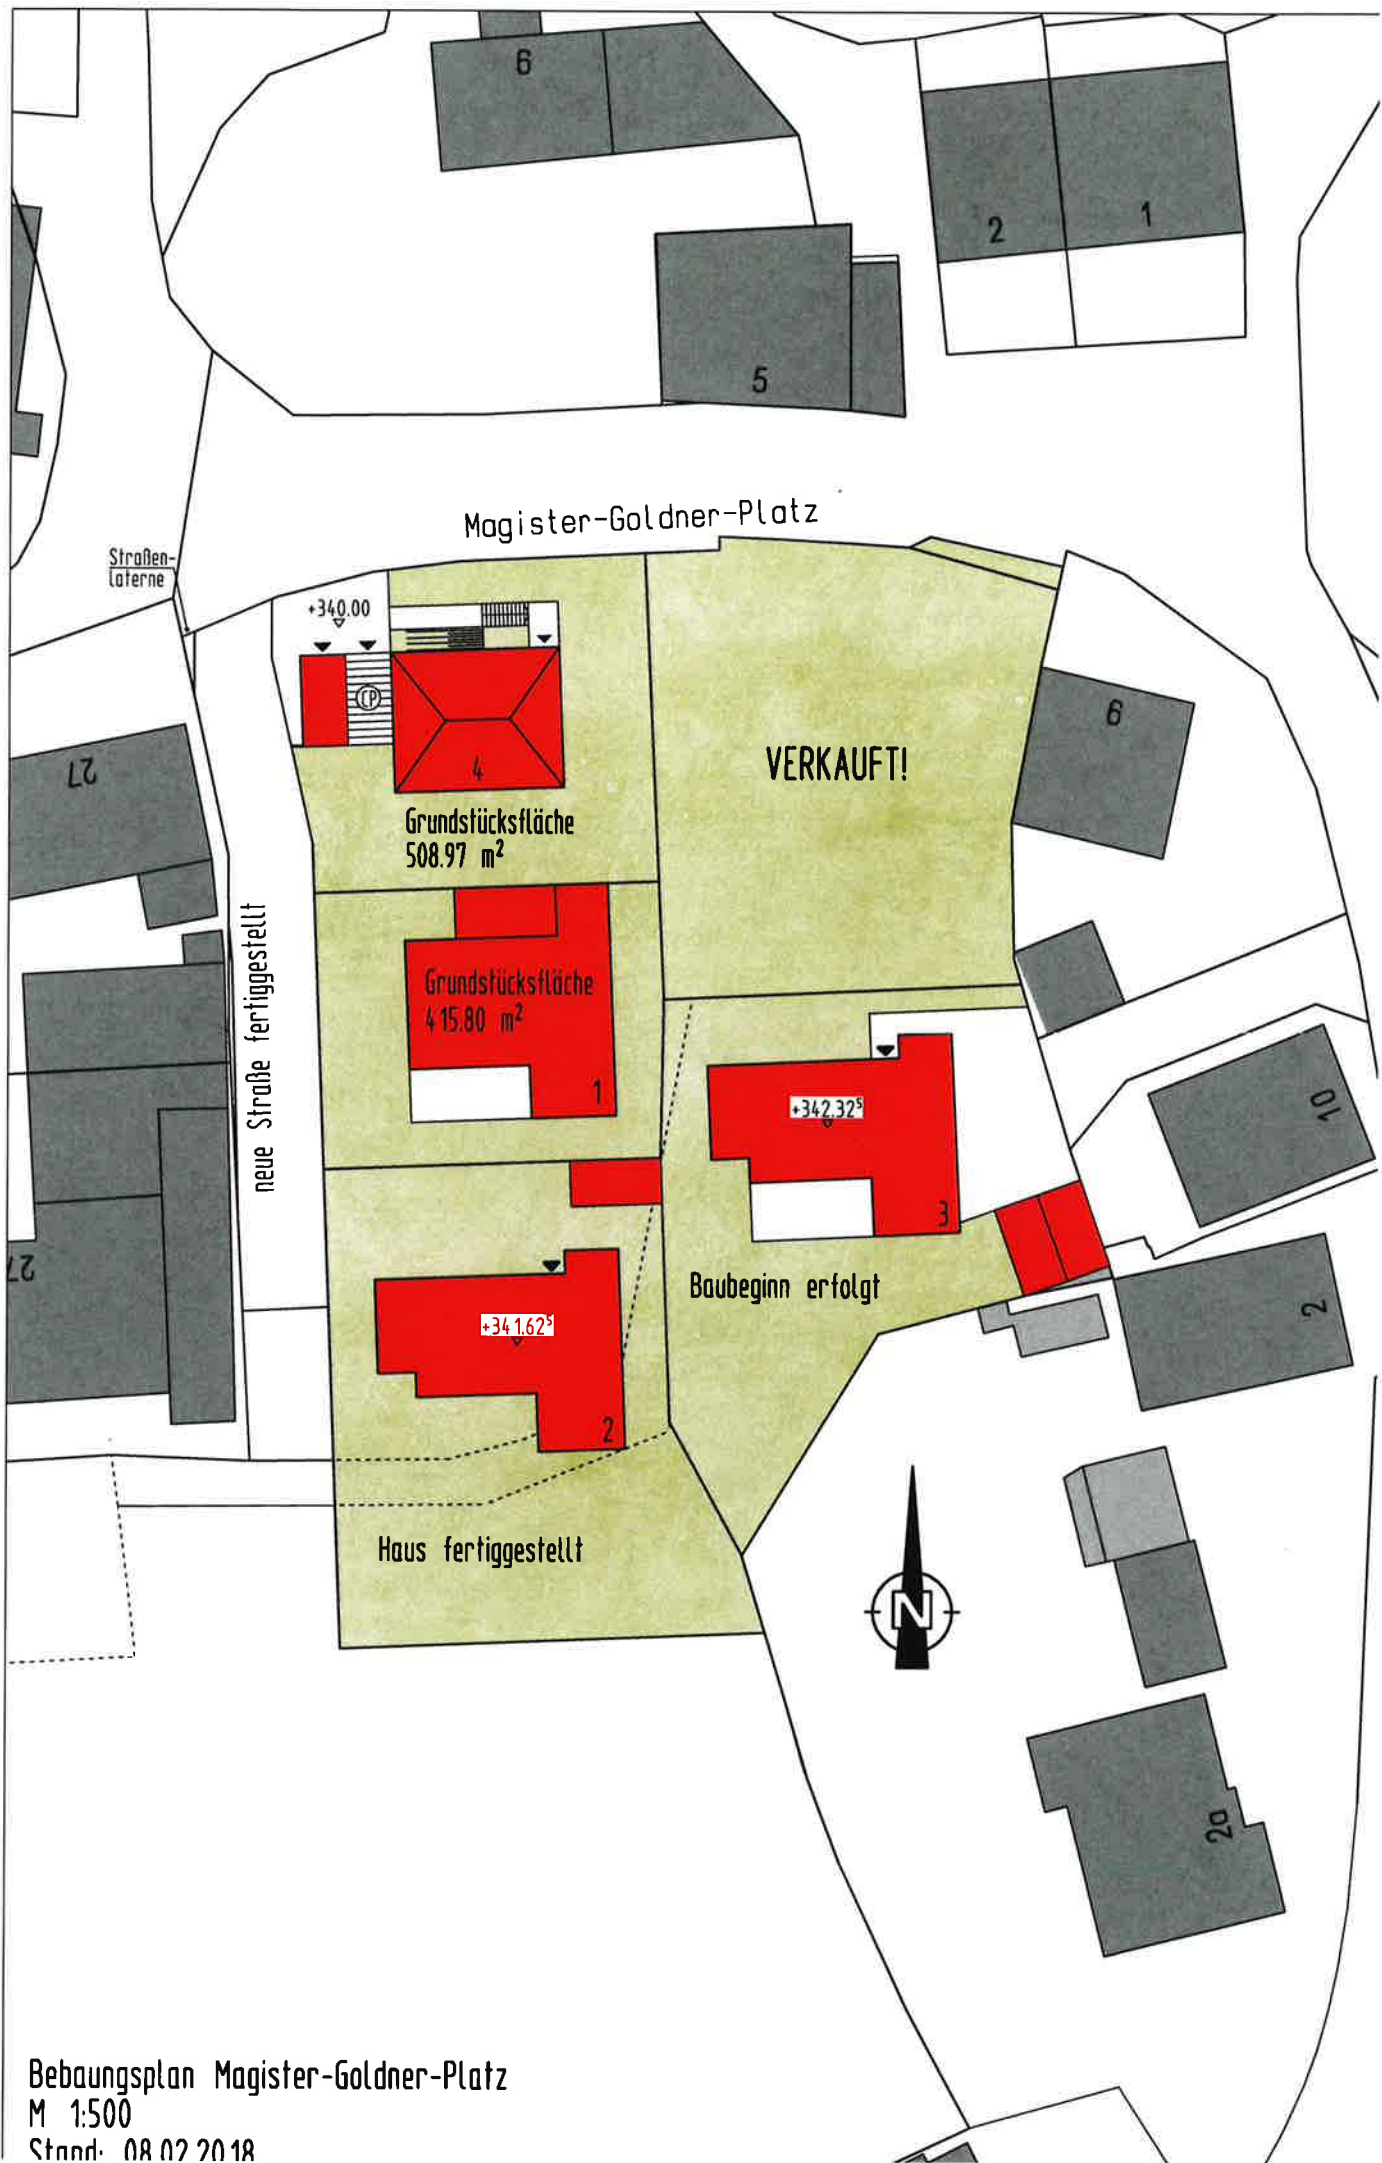 6
2
1
5
Magister-Goldner-Platz
Straßen-
laterne
+340.00
CP
4
27
VERKAUFT!
6
Grundstücksfläche
508.97 m²
neue Straße fertiggestellt
Grundstücksfläche
415.80 m²
1
+342.32⁵
10
3
27
Baubeginn erfolgt
+341.62⁵
2
2
Haus fertiggestellt
N
2a
Bebaungsplan Magister-Goldner-Platz
M 1:500
Stand: 08.02.2018